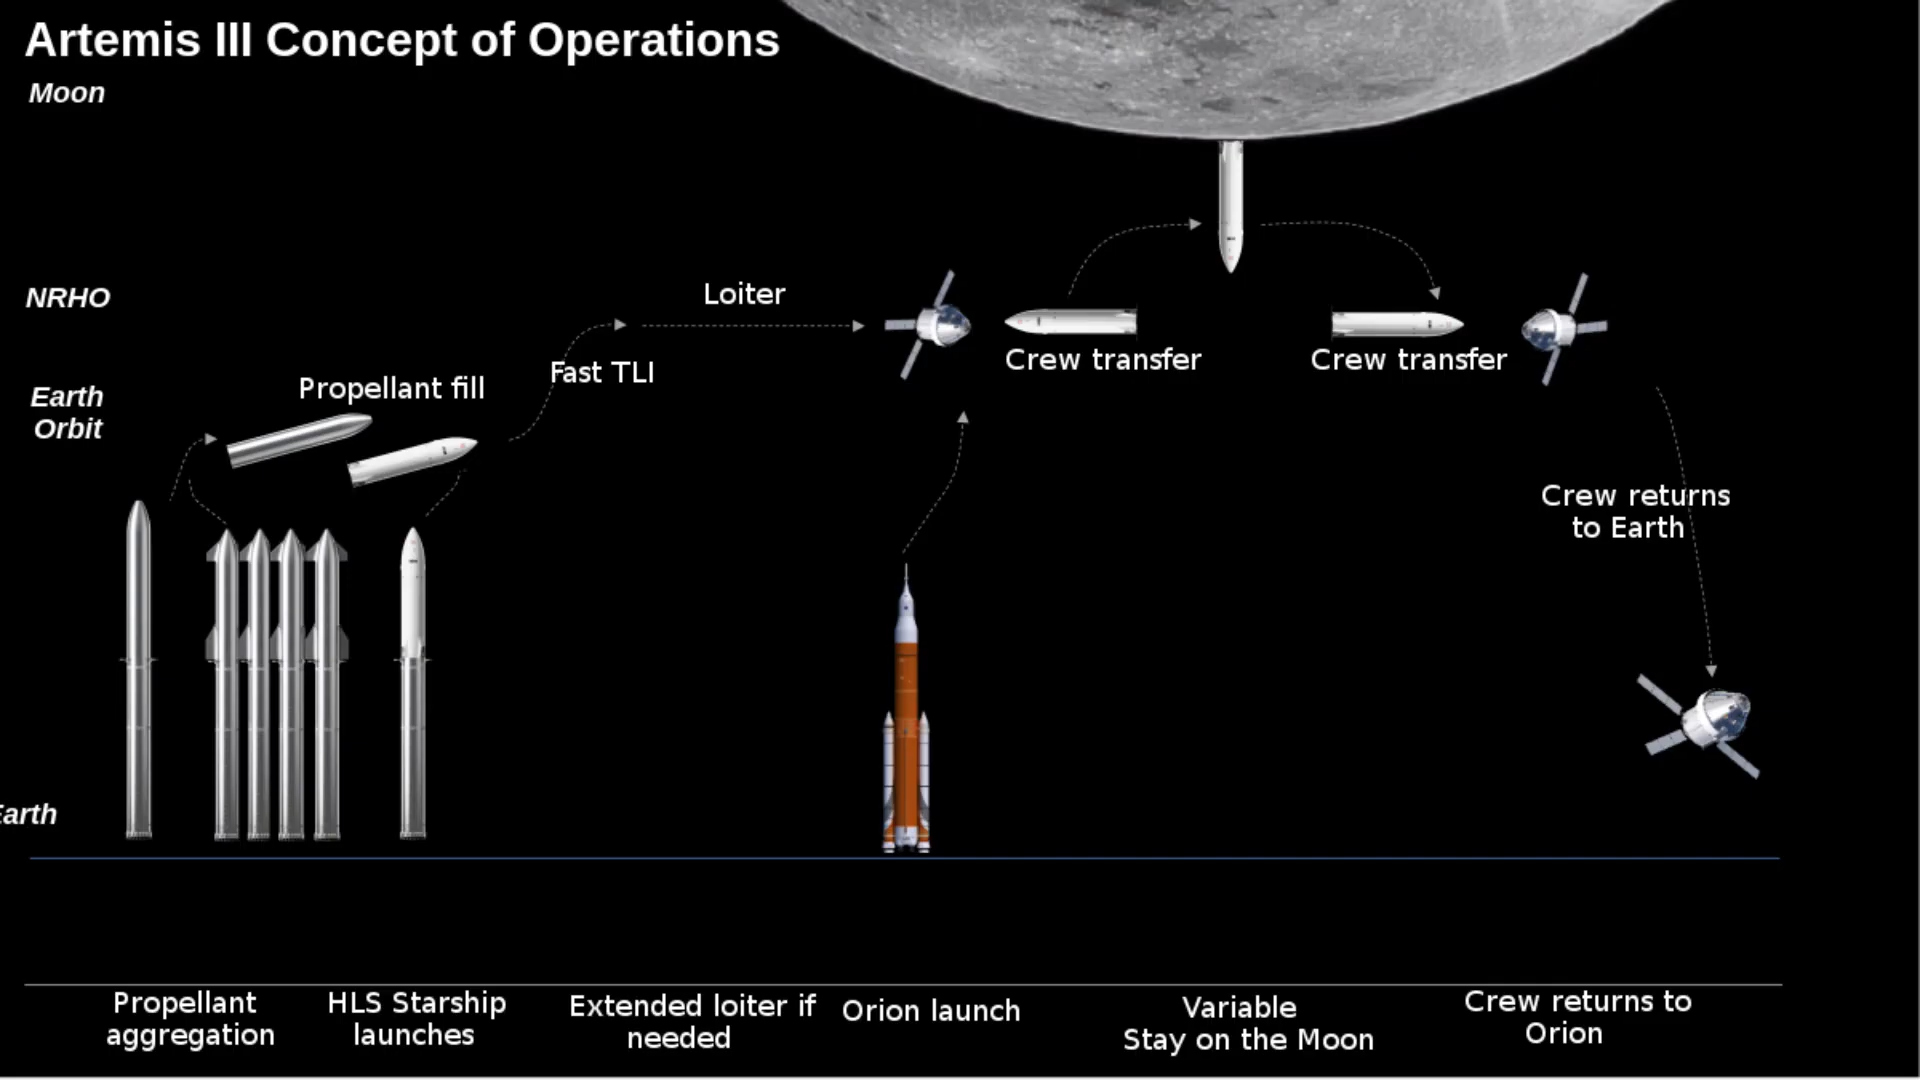 Artemis III Concept of Operations
Moon
NRHO
Loiter
Crew transfer
Crew transfer
Fast TLI
Propellant fill
Earth
Orbit
Crew returns
to Earth
Earth
Propellant
aggregation
HLS Starship
launches
Extended loiter if
needed
Orion launch
Variable
Stay on the Moon
Crew returns to
Orion